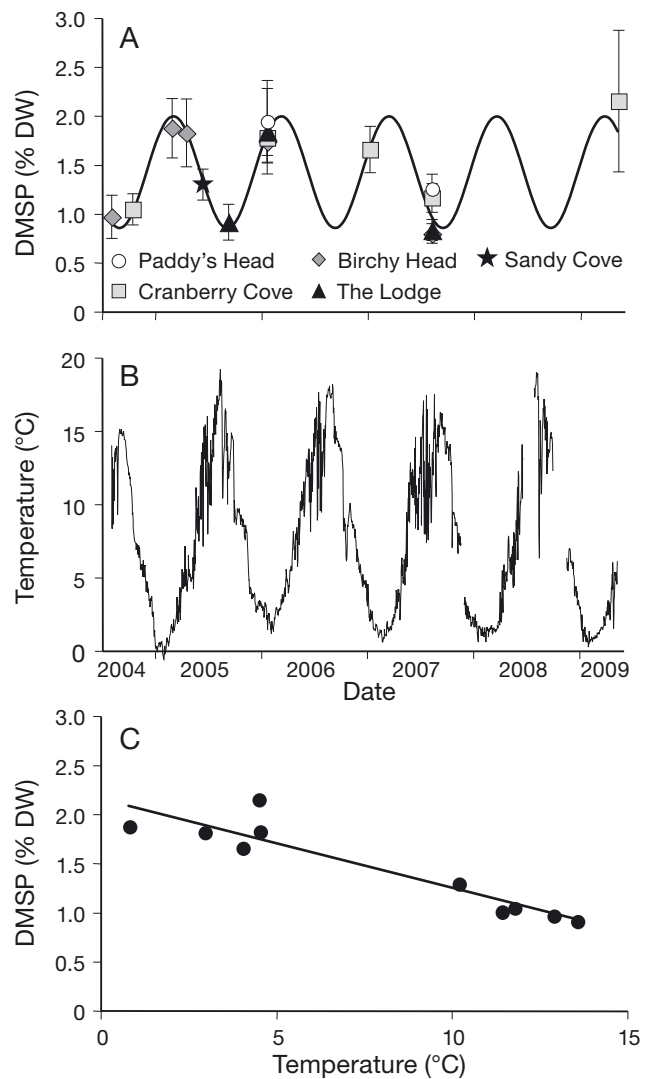 3.0
A
2.5
2.0
1.5
1.0
0.5
0
DMSP (% DW)
Paddy's Head
Birchy Head
Sandy Cove
Cranberry Cove
The Lodge
20
B
15
10
5
0
Temperature (°C)
2004 2005 2006 2007 2008 2009
Date
3.0
C
2.5
2.0
1.5
1.0
0.5
0
DMSP (% DW)
0 5 10 15
Temperature (°C)